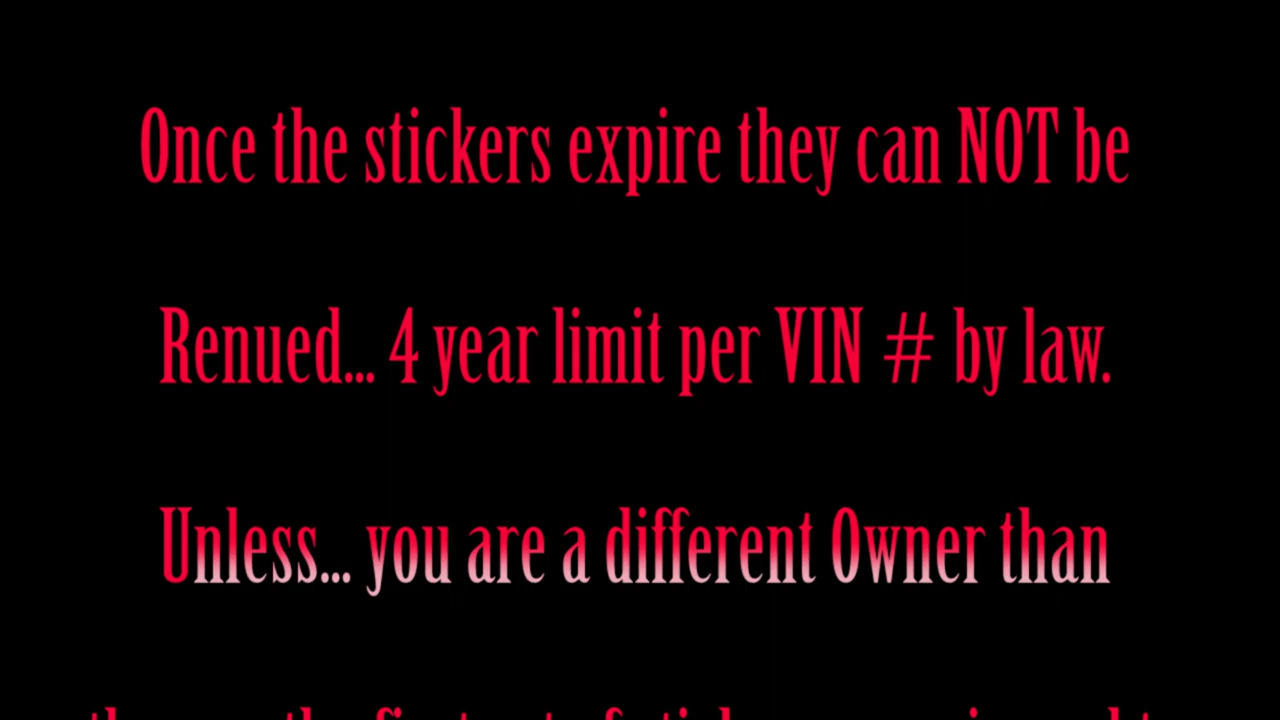 Once the stickers expire they can NOT be
Renued... 4 year limit per VIN # by law.
Unless... you are a different Owner than